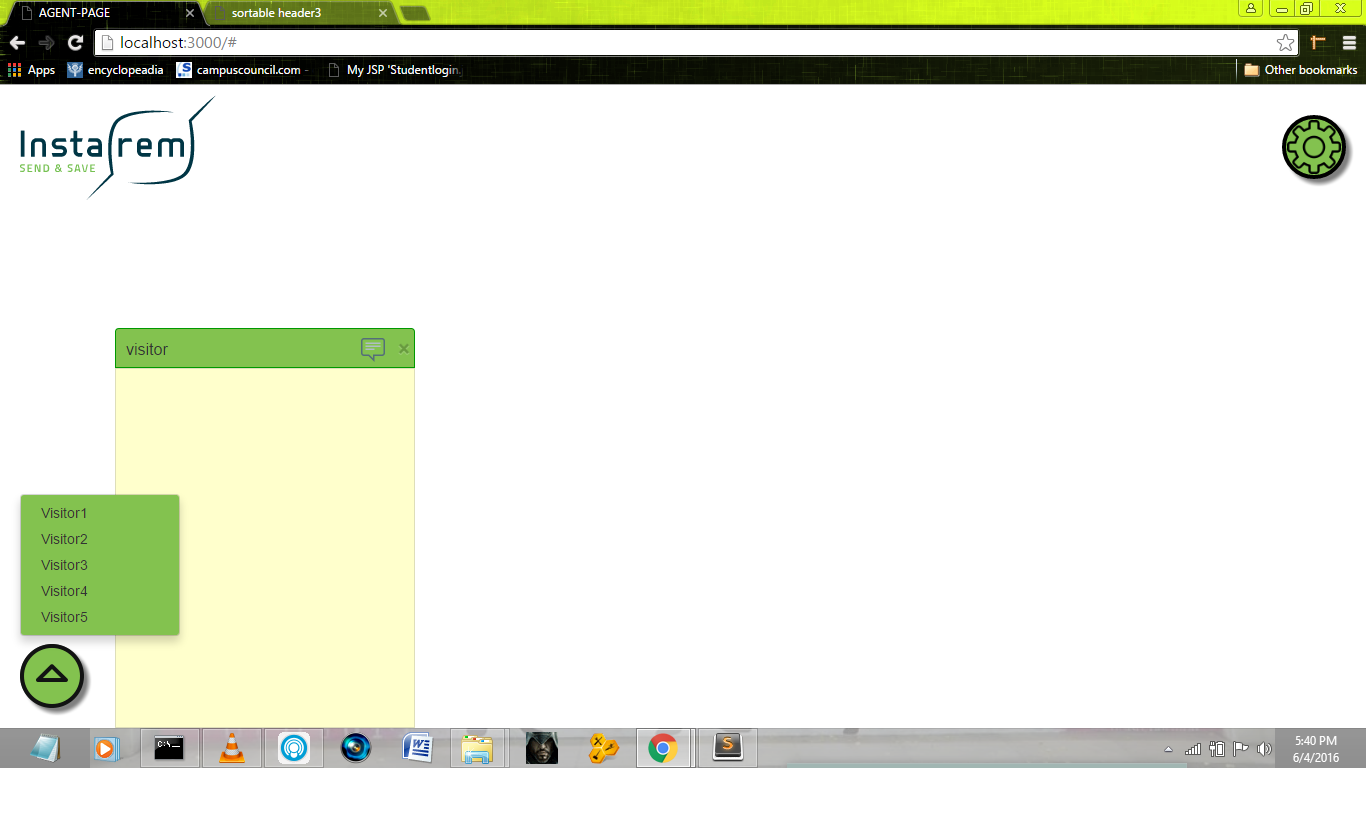 AGENT-PAGE
sortable header3
localhost:3000/#
Apps
encyclopeadia
campuscouncil.com -
My JSP 'Studentlogin.
Other bookmarks
Instarem
SEND & SAVE
visitor
Visitor1
Visitor2
Visitor3
Visitor4
Visitor5
C:\._
W
S
5:40 PM
6/4/2016